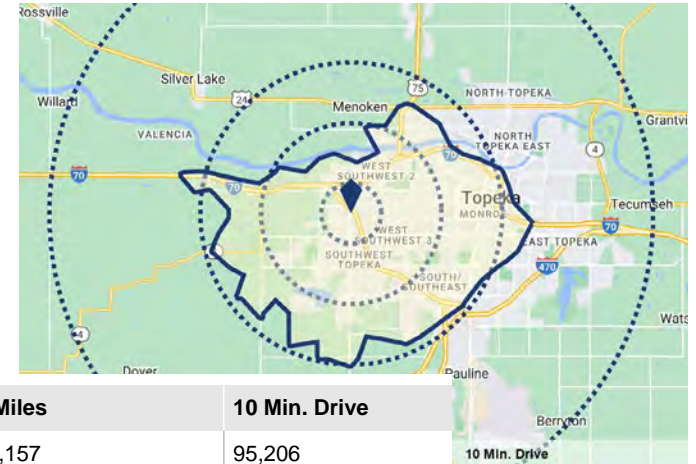 Rossville
Silver Lake
24
75
NORTH TOPEKA
Willard
Menoken
VALENCIA
NORTH
TOPEKA EAST
4
70
WEST
SOUTHWEST 2
70
70
Topeka
MONRO
Tecumseh
70
WEST
SOUTHWEST 3
EAST TOPEKA
SOUTHWEST
TOPEKA
470
SOUTH/
SOUTHEAST
4
Dover
Pauline
Berryton
10 Min. Drive
Miles
10 Min. Drive
,157
95,206